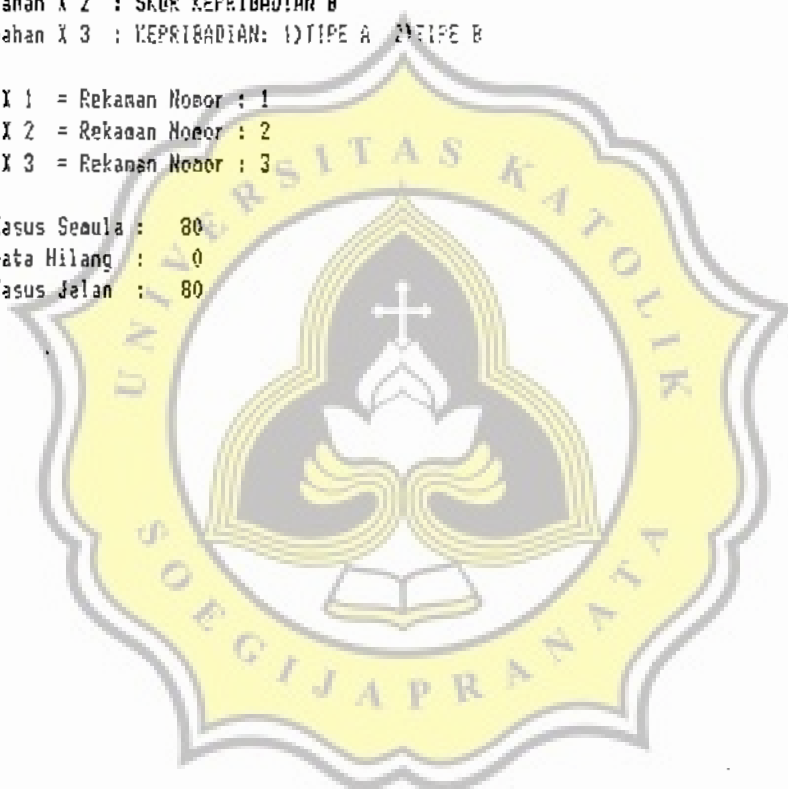 X 2 : SKOR KEPRIBADIAN B
ahan X 3 : KEPRIBADIAN: 1)TIPE A 2)TIPE B
X 1 = Rekaman Nomor : 1
X 2 = Rekaman Nomor : 2
X 3 = Rekaman Nomor : 3
asus Semula : 80
ata Hilang : 0
asus Jalan : 80
UNIVERSITAS KATOLIK
SOEGIJAPRANATA